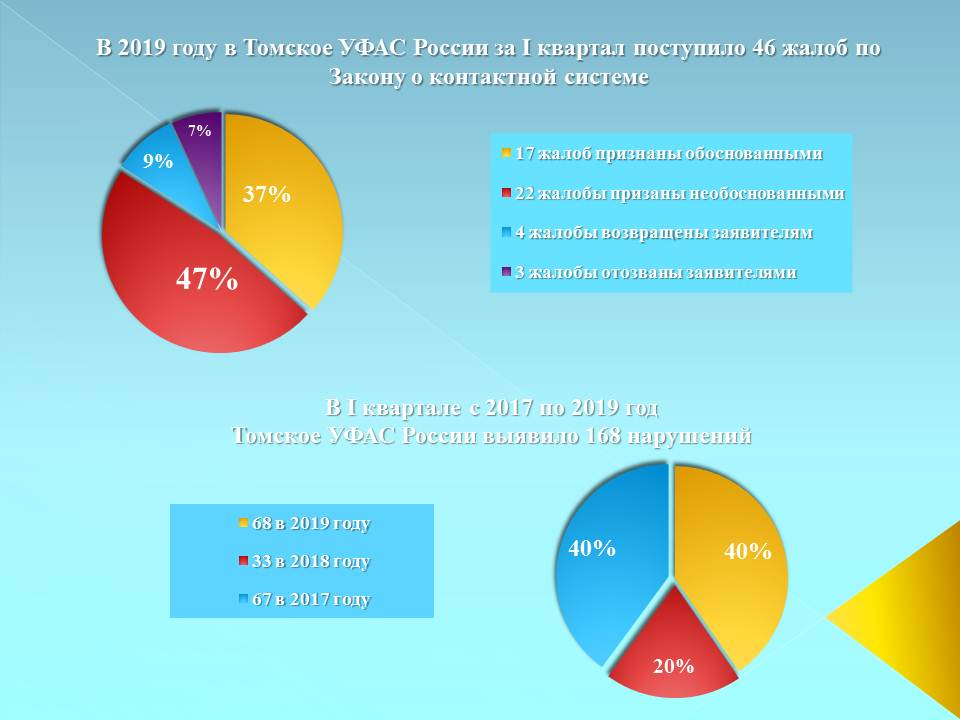 В 2019 году в Томское УФАС России за I квартал поступило 46 жалоб по
Закону о контактной системе
7%
9%
37%
47%
17 жалоб признаны обоснованными
22 жалобы призаны необоснованными
4 жалобы возвращены заявителям
3 жалобы отозваны заявителями
В I квартале с 2017 по 2019 год
Томское УФАС России выявило 168 нарушений
68 в 2019 году
33 в 2018 году
67 в 2017 году
40%
40%
20%